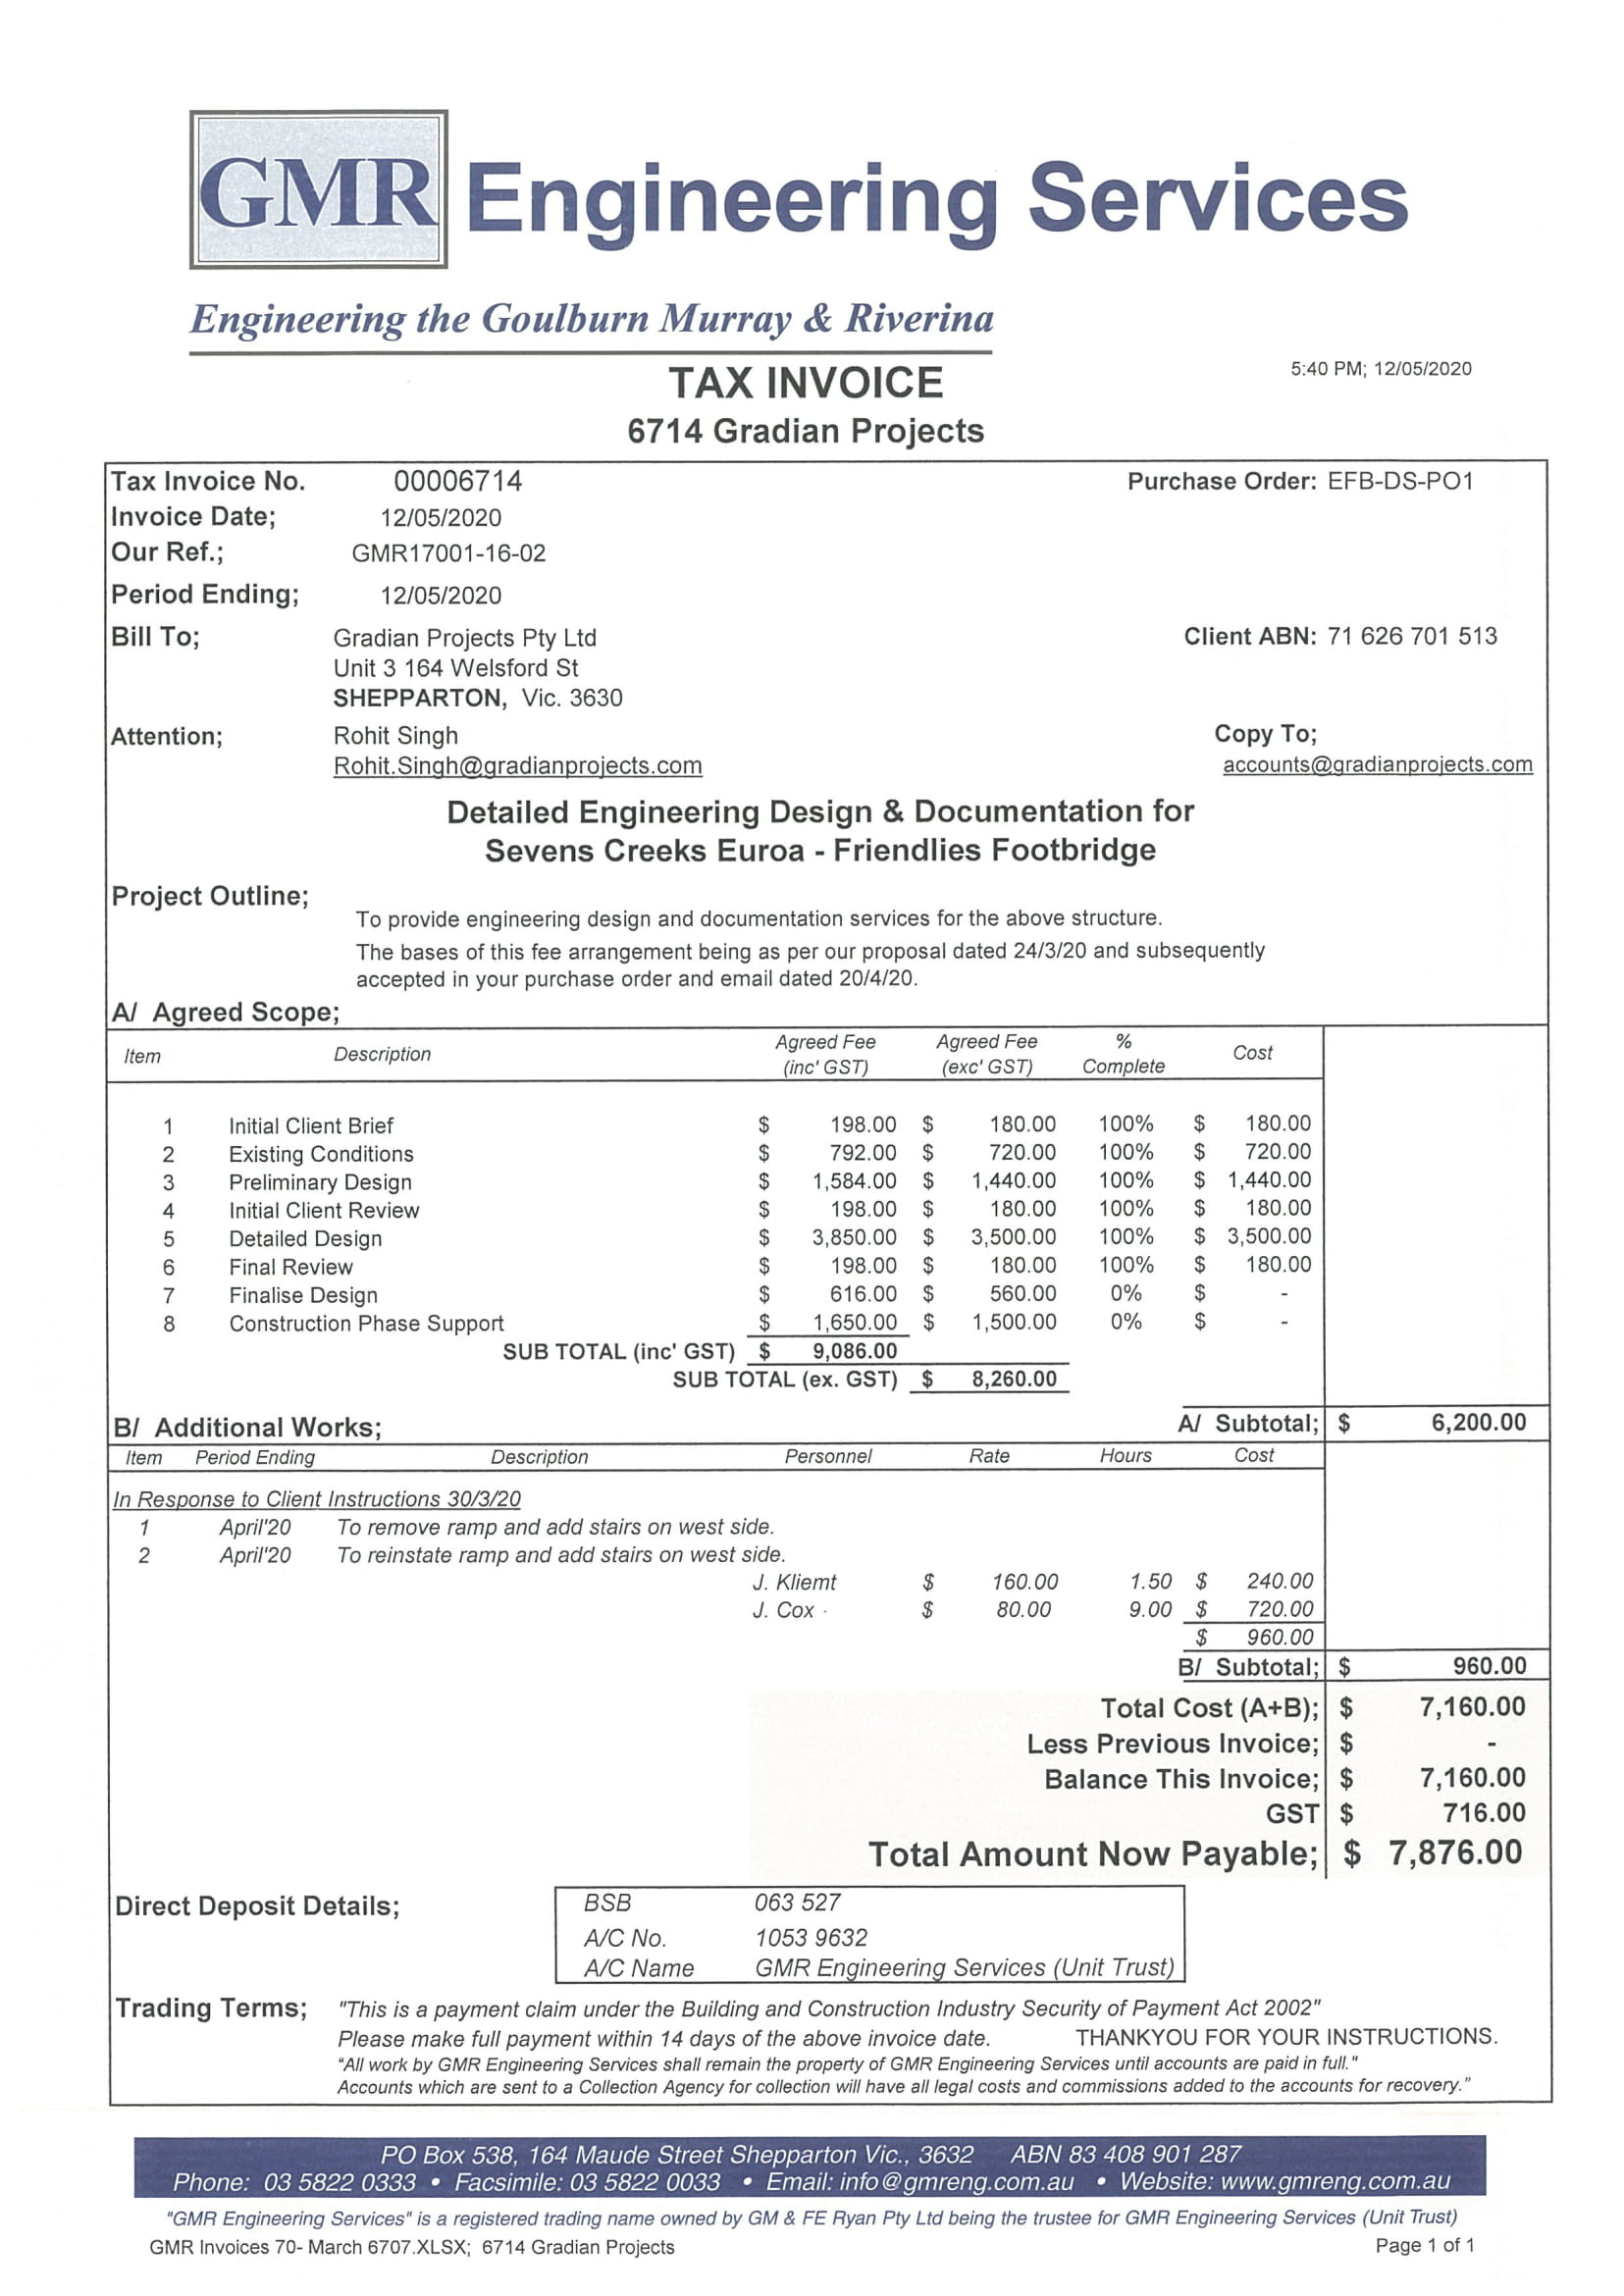 GMR Engineering Services
Engineering the Goulburn Murray & Riverina
TAX INVOICE
5:40 PM; 12/05/2020
6714 Gradian Projects
Tax Invoice No. 00006714 Purchase Order: EFB-DS-PO1
Invoice Date; 12/05/2020
Our Ref.; GMR17001-16-02
Period Ending; 12/05/2020
Bill To; Gradian Projects Pty Ltd Client ABN: 71 626 701 513
Unit 3 164 Welsford St
SHEPPARTON, Vic. 3630
Attention; Rohit Singh Copy To;
Rohit.Singh@gradianprojects.com accounts@gradianprojects.com
Detailed Engineering Design & Documentation for
Sevens Creeks Euroa - Friendlies Footbridge
Project Outline;
To provide engineering design and documentation services for the above structure.
The bases of this fee arrangement being as per our proposal dated 24/3/20 and subsequently
accepted in your purchase order and email dated 20/4/20.
A/ Agreed Scope;
Item Description Agreed Fee (inc' GST) Agreed Fee (exc' GST) % Complete Cost
1 Initial Client Brief $ 198.00 $ 180.00 100% $ 180.00
2 Existing Conditions $ 792.00 $ 720.00 100% $ 720.00
3 Preliminary Design $ 1,584.00 $ 1,440.00 100% $ 1,440.00
4 Initial Client Review $ 198.00 $ 180.00 100% $ 180.00
5 Detailed Design $ 3,850.00 $ 3,500.00 100% $ 3,500.00
6 Final Review $ 198.00 $ 180.00 100% $ 180.00
7 Finalise Design $ 616.00 $ 560.00 0% $ -
8 Construction Phase Support $ 1,650.00 $ 1,500.00 0% $ -
SUB TOTAL (inc' GST) $ 9,086.00
SUB TOTAL (ex. GST) $ 8,260.00
B/ Additional Works; A/ Subtotal; $ 6,200.00
Item Period Ending Description Personnel Rate Hours Cost
In Response to Client Instructions 30/3/20
1 April'20 To remove ramp and add stairs on west side.
2 April'20 To reinstate ramp and add stairs on west side.
J. Kliemt $ 160.00 1.50 $ 240.00
J. Cox $ 80.00 9.00 $ 720.00
$ 960.00
B/ Subtotal; $ 960.00
Total Cost (A+B); $ 7,160.00
Less Previous Invoice; $ -
Balance This Invoice; $ 7,160.00
GST $ 716.00
Total Amount Now Payable; $ 7,876.00
Direct Deposit Details; BSB 063 527
A/C No. 1053 9632
A/C Name GMR Engineering Services (Unit Trust)
Trading Terms; "This is a payment claim under the Building and Construction Industry Security of Payment Act 2002"
Please make full payment within 14 days of the above invoice date. THANKYOU FOR YOUR INSTRUCTIONS.
"All work by GMR Engineering Services shall remain the property of GMR Engineering Services until accounts are paid in full."
Accounts which are sent to a Collection Agency for collection will have all legal costs and commissions added to the accounts for recovery."
PO Box 538, 164 Maude Street Shepparton Vic., 3632 ABN 83 408 901 287
Phone: 03 5822 0333 • Facsimile: 03 5822 0033 • Email: info@gmreng.com.au • Website: www.gmreng.com.au
"GMR Engineering Services" is a registered trading name owned by GM & FE Ryan Pty Ltd being the trustee for GMR Engineering Services (Unit Trust)
GMR Invoices 70- March 6707.XLSX; 6714 Gradian Projects Page 1 of 1